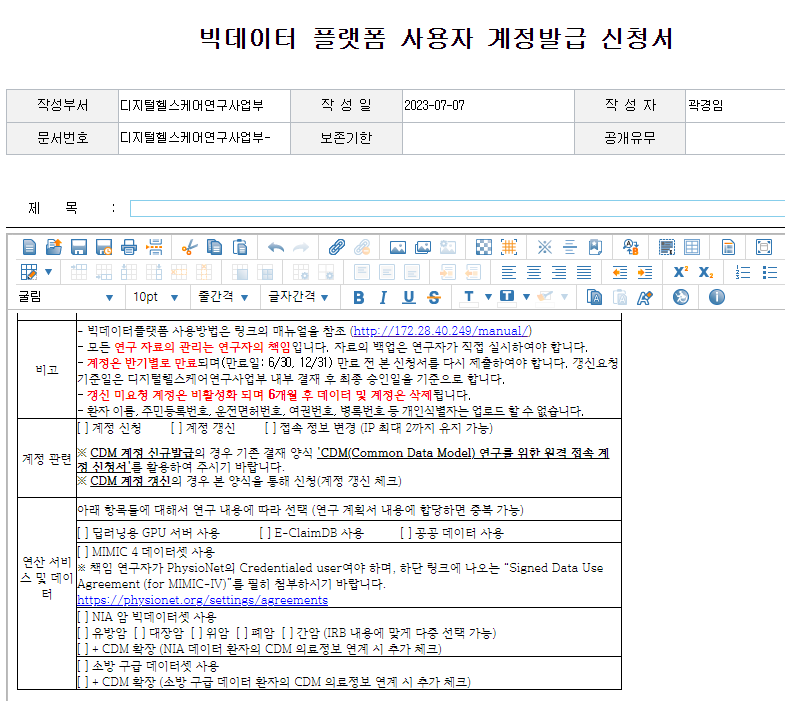 빅데이터 플랫폼 사용자 계정발급 신청서
작성부서 디지털헬스케어연구사업부 작 성 일 2023-07-07 작 성 자 곽경임
문서번호 디지털헬스케어연구사업부- 보존기한 공개유무
제 목 :
굴림 10pt 줄간격 글자간격 B I U S T T
비고
- 빅데이터플랫폼 사용방법은 링크의 매뉴얼을 참조 (http://172.28.40.249/manual/)
- 모든 연구 자료의 관리는 연구자의 책임입니다. 자료의 백업은 연구자가 직접 실시하여야 합니다.
- 계정은 반기별로 만료되며(만료일: 6/30, 12/31) 만료 전 본 신청서를 다시 제출하여야 합니다. 갱신요청
기준일은 디지털헬스케어연구사업부 내부 결재 후 최종 승인일을 기준으로 합니다.
- 갱신 미요청 계정은 비활성화 되며 6개월 후 데이터 및 계정은 삭제됩니다.
- 환자 이름, 주민등록번호, 운전면허번호, 여권번호, 병록번호 등 개인식별자는 업로드 할 수 없습니다.
계정 관련
[ ] 계정 신청 [ ] 계정 갱신 [ ] 접속 정보 변경 (IP 최대 2까지 유지 가능)
※ CDM 계정 신규발급의 경우 기존 결재 양식 'CDM(Common Data Model) 연구를 위한 원격 접속 계
정 신청서'를 활용하여 주시기 바랍니다.
※ CDM 계정 갱신의 경우 본 양식을 통해 신청(계정 갱신 체크)
연산 서비
스 및 데이
터
아래 항목들에 대해서 연구 내용에 따라 선택 (연구 계획서 내용에 합당하면 중복 가능)
[ ] 딥러닝용 GPU 서버 사용 [ ] E-ClaimDB 사용 [ ] 공공 데이터 사용
[ ] MIMIC 4 데이터셋 사용
※ 책임 연구자가 PhysioNet의 Credentialed user여야 하며, 하단 링크에 나오는 "Signed Data Use
Agreement (for MIMIC-IV)"를 필히 첨부하시기 바랍니다.
https://physionet.org/settings/agreements
[ ] NIA 암 빅데이터셋 사용
[ ] 유방암 [ ] 대장암 [ ] 위암 [ ] 폐암 [ ] 간암 (IRB 내용에 맞게 다중 선택 가능)
[ ] + CDM 확장 (NIA 데이터 환자의 CDM 의료정보 연계 시 추가 체크)
[ ] 소방 구급 데이터셋 사용
[ ] + CDM 확장 (소방 구급 데이터 환자의 CDM 의료정보 연계 시 추가 체크)